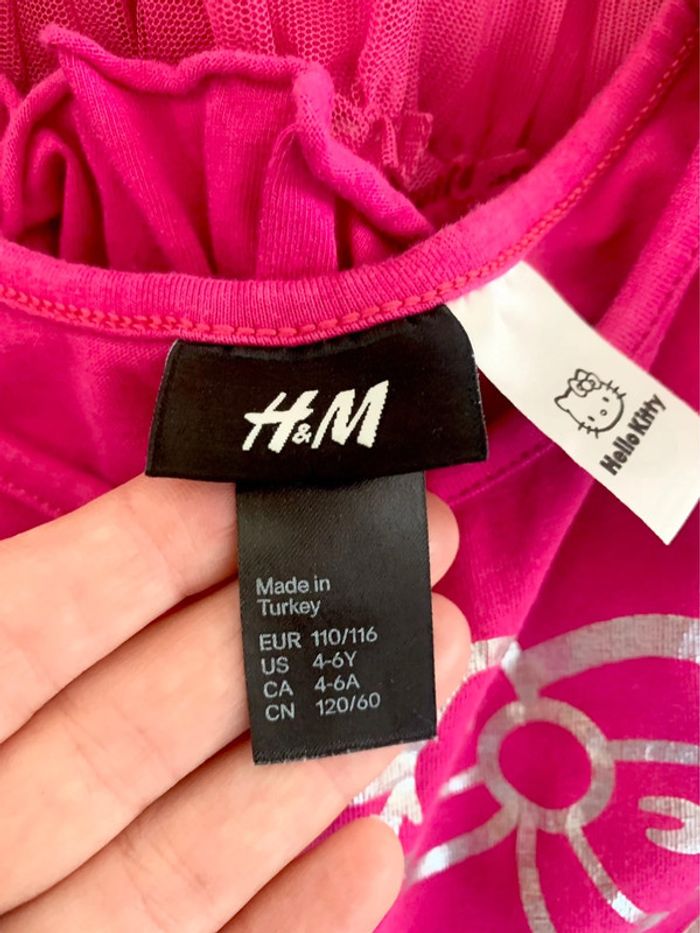 H&M
Hello Kitty
Made in
Turkey
EUR 110/116
US 4-6Y
CA 4-6A
CN 120/60